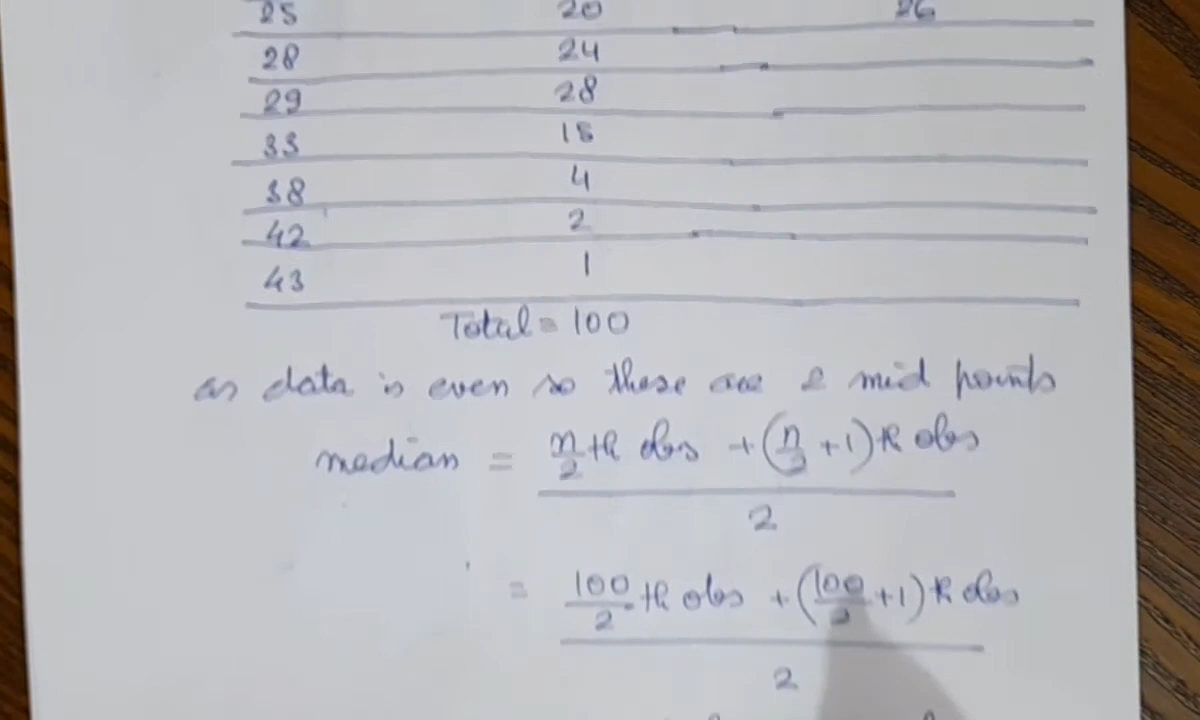 25 20 26
28 24
29 28
33 15
38 4
42 2
43 1
Total = 100
as data is even so these are 2 mid points
median = n/2 th obs + (n/2 + 1) th obs
2
= 100/2 th obs + (100/2 + 1) th obs
2